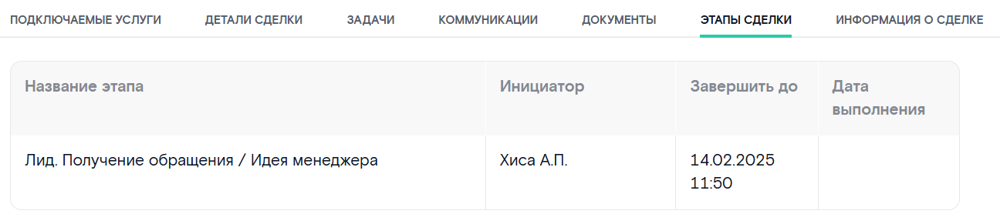 ПОДКЛЮЧАЕМЫЕ УСЛУГИ ДЕТАЛИ СДЕЛКИ ЗАДАЧИ КОММУНИКАЦИИ ДОКУМЕНТЫ ЭТАПЫ СДЕЛКИ ИНФОРМАЦИЯ О СДЕЛКЕ
Название этапа Инициатор Завершить до Дата
выполнения
Лид. Получение обращения / Идея менеджера Хиса А.П. 14.02.2025
11:50